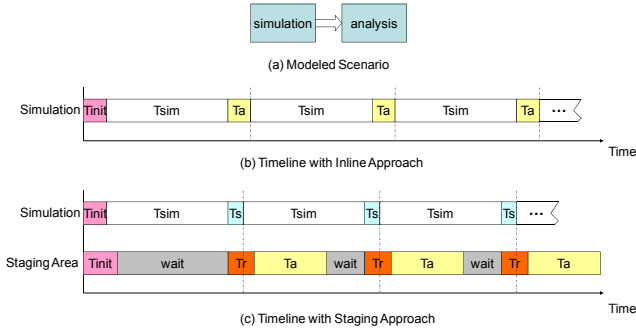 simulation analysis
(a) Modeled Scenario
Simulation Tinit Tsim Ta Tsim Ta Tsim Ta ...
Time
(b) Timeline with Inline Approach
Simulation Tinit Tsim Ts Tsim Ts Tsim Ts ...
Staging Area Tinit wait Tr Ta wait Tr Ta wait Tr Ta
Time
(c) Timeline with Staging Approach